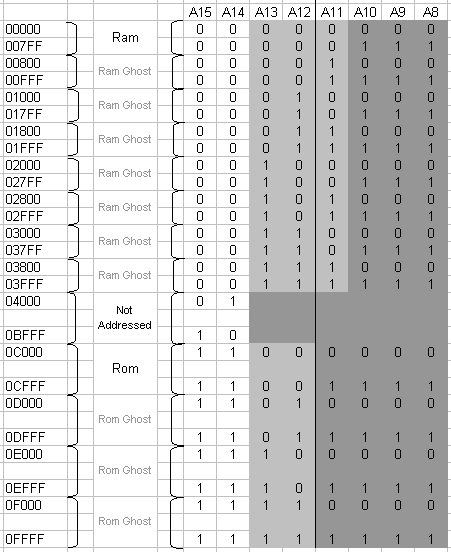 A15 A14 A13 A12 A11 A10 A9 A8
00000 0 0 0 0 0 0 0 0
Ram
007FF 0 0 0 0 0 1 1 1
00800 0 0 0 0 1 0 0 0
Ram Ghost
00FFF 0 0 0 0 1 1 1 1
01000 0 0 0 1 0 0 0 0
Ram Ghost
017FF 0 0 0 1 0 1 1 1
01800 0 0 0 1 1 0 0 0
Ram Ghost
01FFF 0 0 0 1 1 1 1 1
02000 0 0 1 0 0 0 0 0
Ram Ghost
027FF 0 0 1 0 0 1 1 1
02800 0 0 1 0 1 0 0 0
Ram Ghost
02FFF 0 0 1 0 1 1 1 1
03000 0 0 1 1 0 0 0 0
Ram Ghost
037FF 0 0 1 1 0 1 1 1
03800 0 0 1 1 1 0 0 0
Ram Ghost
03FFF 0 0 1 1 1 1 1 1
04000 0 1
Not
Addressed
0BFFF 1 0
0C000 1 1 0 0 0 0 0 0
Rom
0CFFF 1 1 0 0 1 1 1 1
0D000 1 1 0 1 0 0 0 0
Rom Ghost
0DFFF 1 1 0 1 1 1 1 1
0E000 1 1 1 0 0 0 0 0
Rom Ghost
0EFFF 1 1 1 0 1 1 1 1
0F000 1 1 1 1 0 0 0 0
Rom Ghost
0FFFF 1 1 1 1 1 1 1 1